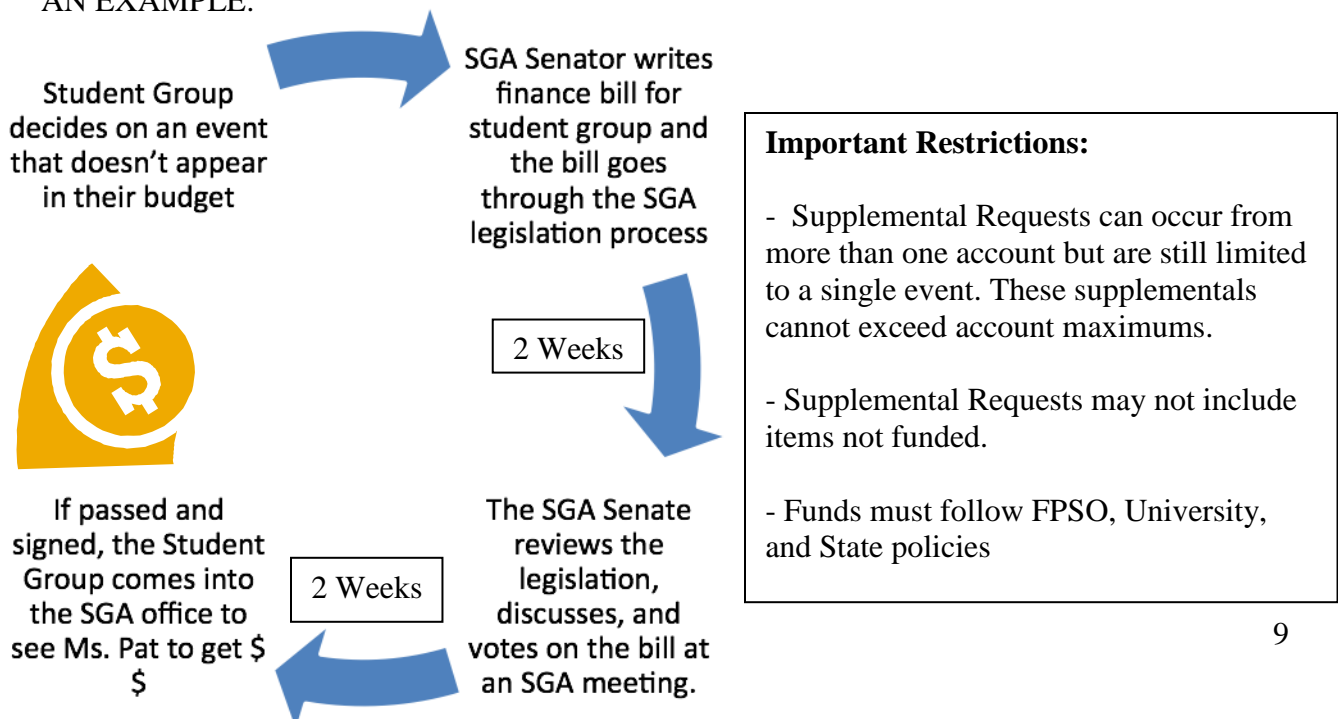 AN EXAMPLE.
Student Group
decides on an event
that doesn’t appear
in their budget
SGA Senator writes
finance bill for
student group and
the bill goes
through the SGA
legislation process
2 Weeks
The SGA Senate
reviews the
legislation,
discusses, and
votes on the bill at
an SGA meeting.
2 Weeks
If passed and
signed, the Student
Group comes into
the SGA office to
see Ms. Pat to get $
$
$
Important Restrictions:
- Supplemental Requests can occur from
more than one account but are still limited
to a single event. These supplementals
cannot exceed account maximums.
- Supplemental Requests may not include
items not funded.
- Funds must follow FPSO, University,
and State policies
9